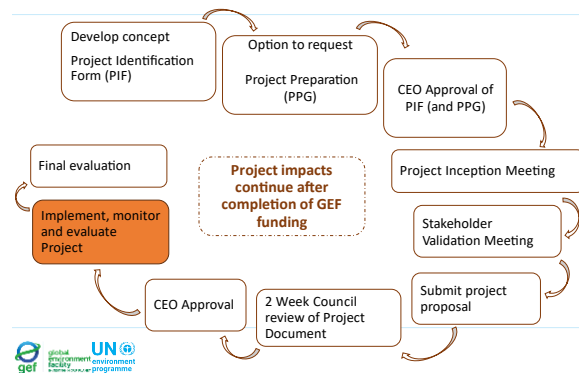 Develop concept
Project Identification
Form (PIF)
Option to request
Project Preparation
(PPG)
CEO Approval of
PIF (and PPG)
Project Inception Meeting
Stakeholder
Validation Meeting
Submit project
proposal
2 Week Council
review of Project
Document
CEO Approval
Implement, monitor
and evaluate
Project
Final evaluation
Project impacts
continue after
completion of GEF
funding
gef
global
environment
facility
UN
environment
programme